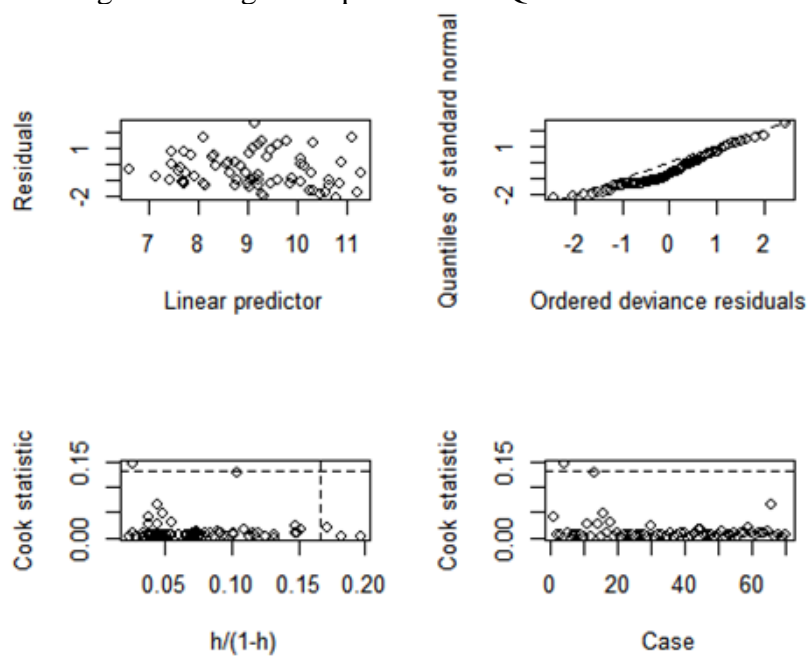 Residuals
1
-2
7 8 9 10 11
Linear predictor
Quantiles of standard normal
1
-2
-2 -1 0 1 2
Ordered deviance residuals
Cook statistic
0.15
0.00
0.05 0.10 0.15 0.20
h/(1-h)
Cook statistic
0.15
0.00
0 20 40 60
Case